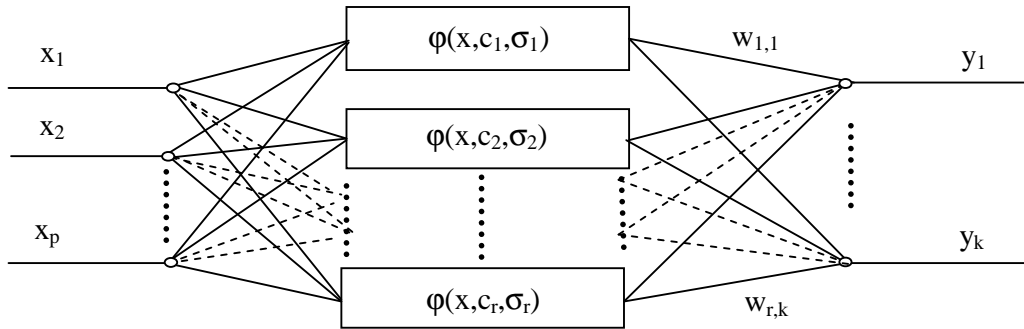 φ(x,c₁,σ₁)
w₁,₁
x₁
y₁
x₂
φ(x,c₂,σ₂)
xₚ
yₖ
φ(x,cᵣ,σᵣ)
wᵣ,ₖ